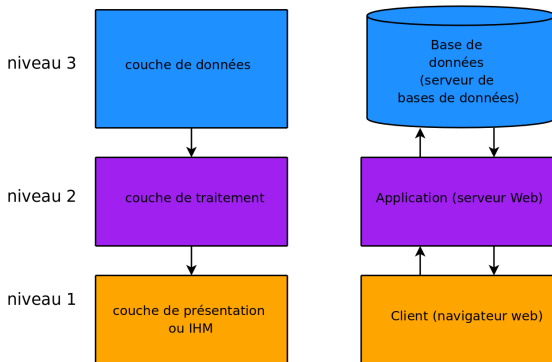 niveau 3
couche de données
Base de
données
(serveur de
bases de données)
niveau 2
couche de traitement
Application (serveur Web)
niveau 1
couche de présentation
ou IHM
Client (navigateur web)